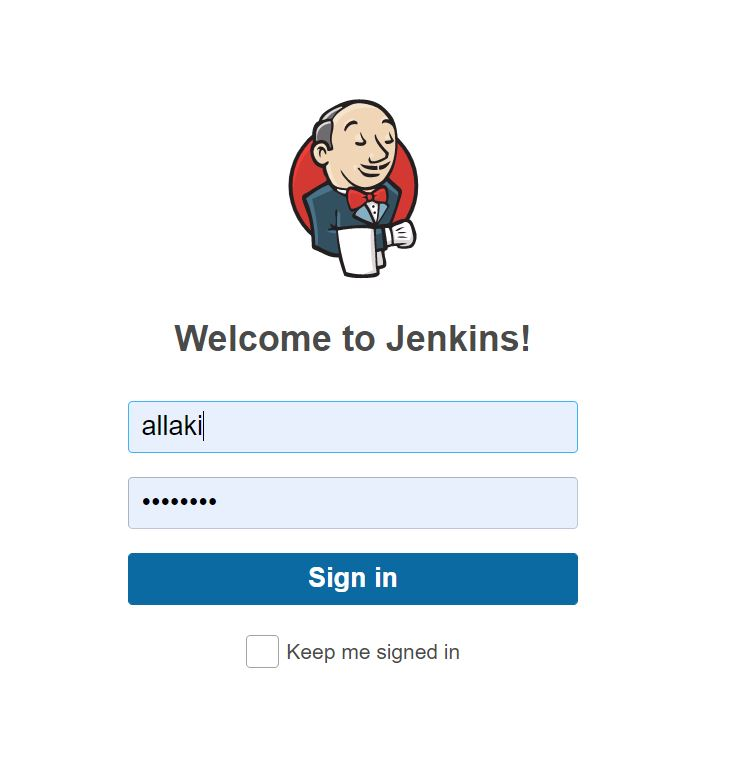 Welcome to Jenkins!
allaki
••••••••
Sign in
Keep me signed in